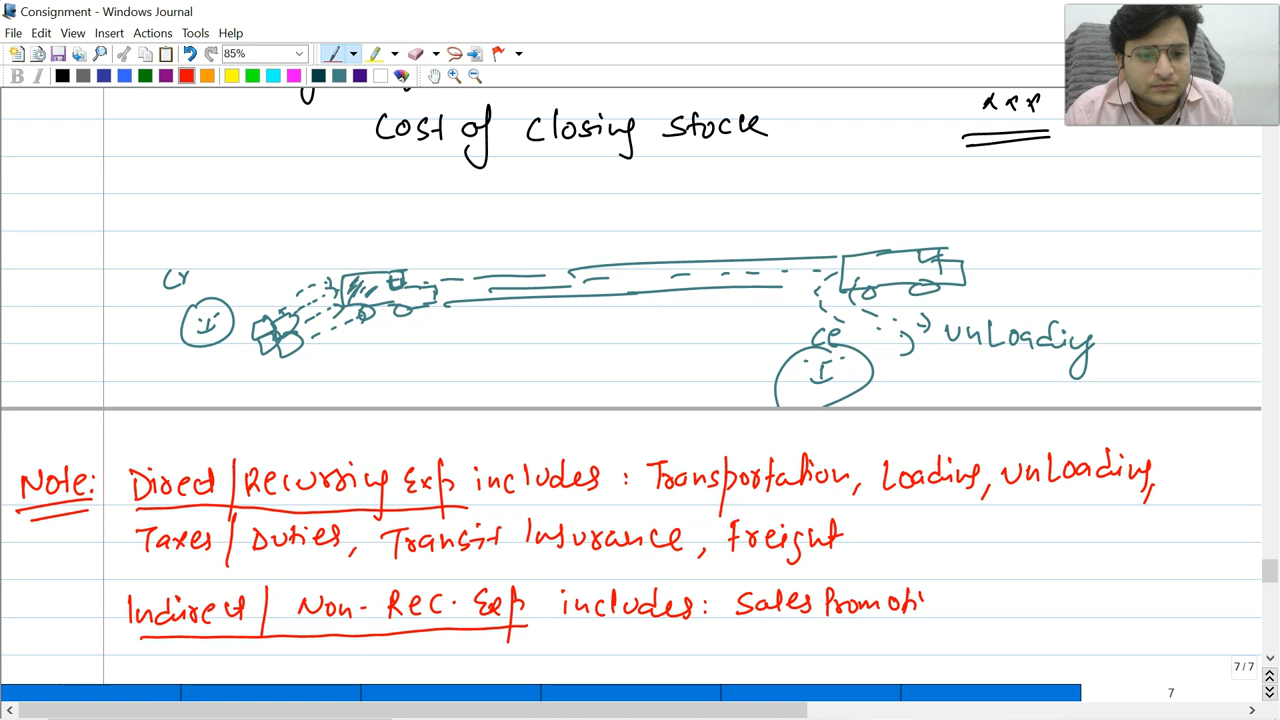 Consignment - Windows Journal
File Edit View Insert Actions Tools Help
85%
B I
Cost of closing stock
x x x
Cr
CE
unLoading
Note: Direct / Recurring Exp includes : Transportation, Loading, unLoading,
Taxes / Duties, Transit Insurance, freight
Indirect / Non-Rec. Exp includes: Sales Promoti
7 / 7
7